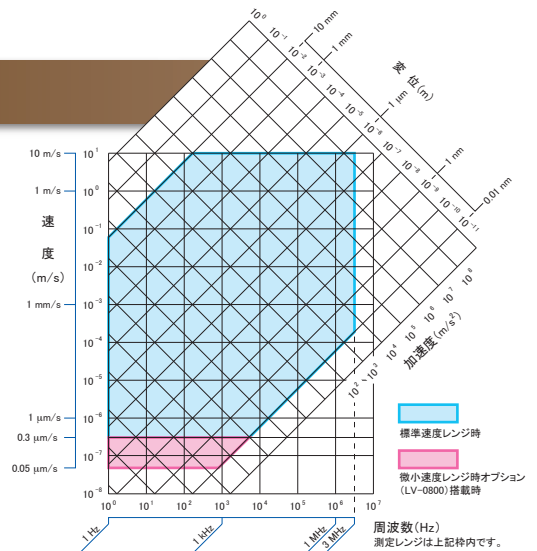 10⁰
10⁻¹
10⁻²
10⁻³
10⁻⁴
10⁻⁵
10⁻⁶
10⁻⁷
10⁻⁸
10⁻⁹
10⁻¹⁰
10⁻¹¹
10 mm
1 mm
1 μm
1 nm
0.01 nm
変 位(m)
10 m/s
1 m/s
1 mm/s
1 μm/s
0.3 μm/s
0.05 μm/s
速
度
(m/s)
10¹
10⁰
10⁻¹
10⁻²
10⁻³
10⁻⁴
10⁻⁵
10⁻⁶
10⁻⁷
10⁻⁸
10² 10³ 10⁴ 10⁵ 10⁶ 10⁷ 10⁸
加速度(m/s²)
標準速度レンジ時
微小速度レンジ時オプション
(LV-0800)搭載時
10⁰ 10¹ 10² 10³ 10⁴ 10⁵ 10⁶ 10⁷
1 Hz 1 kHz 1 MHz 3 MHz
周波数(Hz)
測定レンジは上記枠内です。